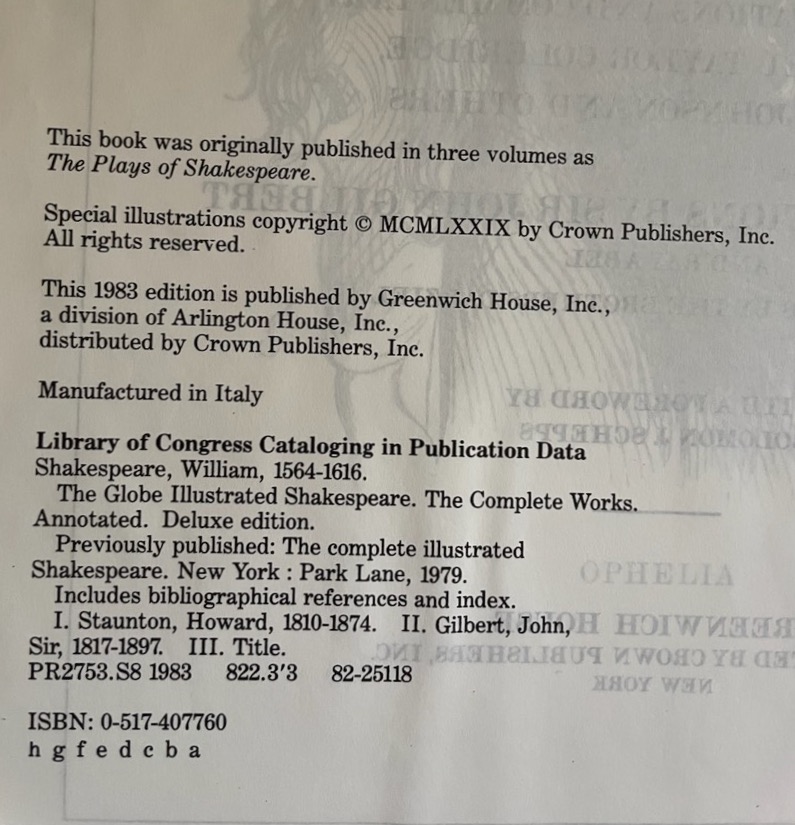 This book was originally published in three volumes as
The Plays of Shakespeare.
Special illustrations copyright © MCMLXXIX by Crown Publishers, Inc.
All rights reserved.
This 1983 edition is published by Greenwich House, Inc.,
a division of Arlington House, Inc.,
distributed by Crown Publishers, Inc.
Manufactured in Italy
Library of Congress Cataloging in Publication Data
Shakespeare, William, 1564-1616.
The Globe Illustrated Shakespeare. The Complete Works.
Annotated. Deluxe edition.
Previously published: The complete illustrated
Shakespeare. New York : Park Lane, 1979.
Includes bibliographical references and index.
I. Staunton, Howard, 1810-1874. II. Gilbert, John,
Sir, 1817-1897. III. Title.
PR2753.S8 1983 822.3′3 82-25118
ISBN: 0-517-407760
h g f e d c b a
OPHELIA